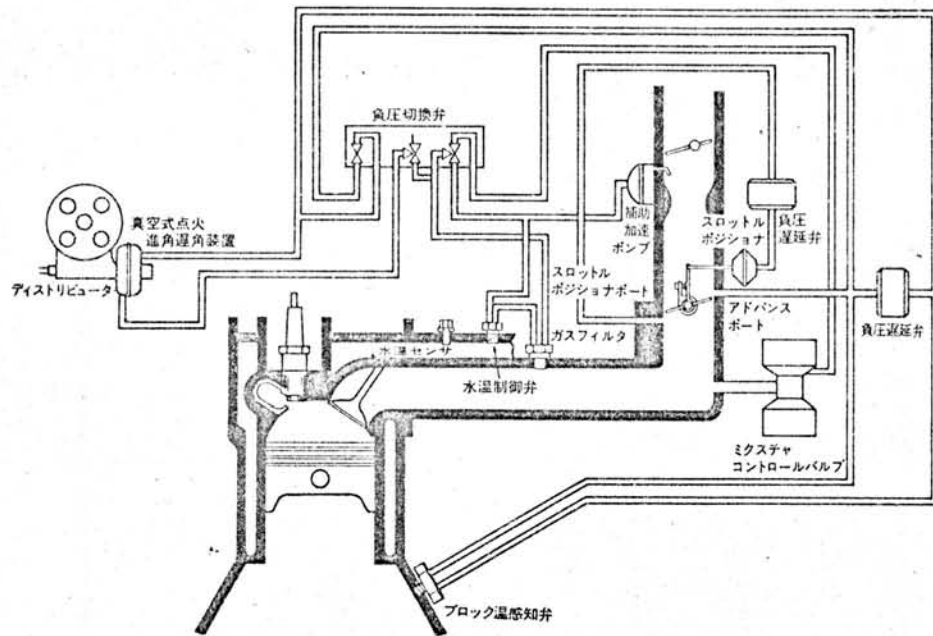 負圧切換弁
真空式点火
進角遅角装置
ディストリビュータ
補助
加速
ポンプ
スロットル
ポジショナ
負圧
遅延弁
スロットル
ポジショナポート
アドバンス
ポート
負圧遅延弁
ガスフィルタ
水温センサ
水温制御弁
ミクスチャ
コントロールバルブ
ブロック温感知弁